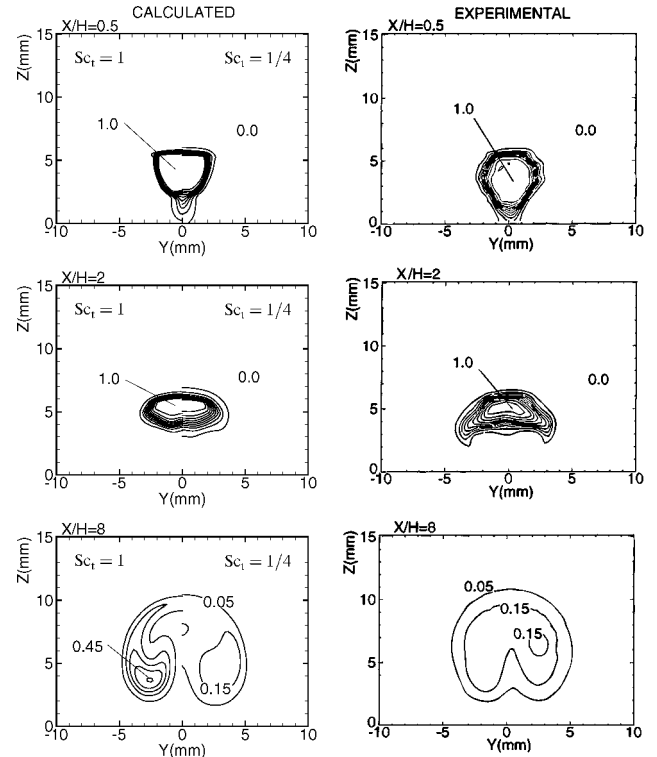 CALCULATED
EXPERIMENTAL
X/H=0.5
Z(mm)
15
10
5
0
Sc_t = 1
Sc_t = 1/4
1.0
0.0
-10
-5
0
5
10
Y(mm)
X/H=0.5
Z(mm)
15
10
5
0
1.0
0.0
-10
-5
0
5
10
Y(mm)
X/H=2
Z(mm)
15
10
5
0
Sc_t = 1
Sc_t = 1/4
1.0
0.0
-10
-5
0
5
10
Y(mm)
X/H=2
Z(mm)
15
10
5
0
1.0
0.0
-10
-5
0
5
10
Y(mm)
X/H=8
Z(mm)
15
10
5
0
Sc_t = 1
Sc_t = 1/4
0.05
0.45
0.15
-10
-5
0
5
10
Y(mm)
X/H=8
Z(mm)
15
10
5
0
0.05
0.15
0.15
-10
-5
0
5
10
Y(mm)